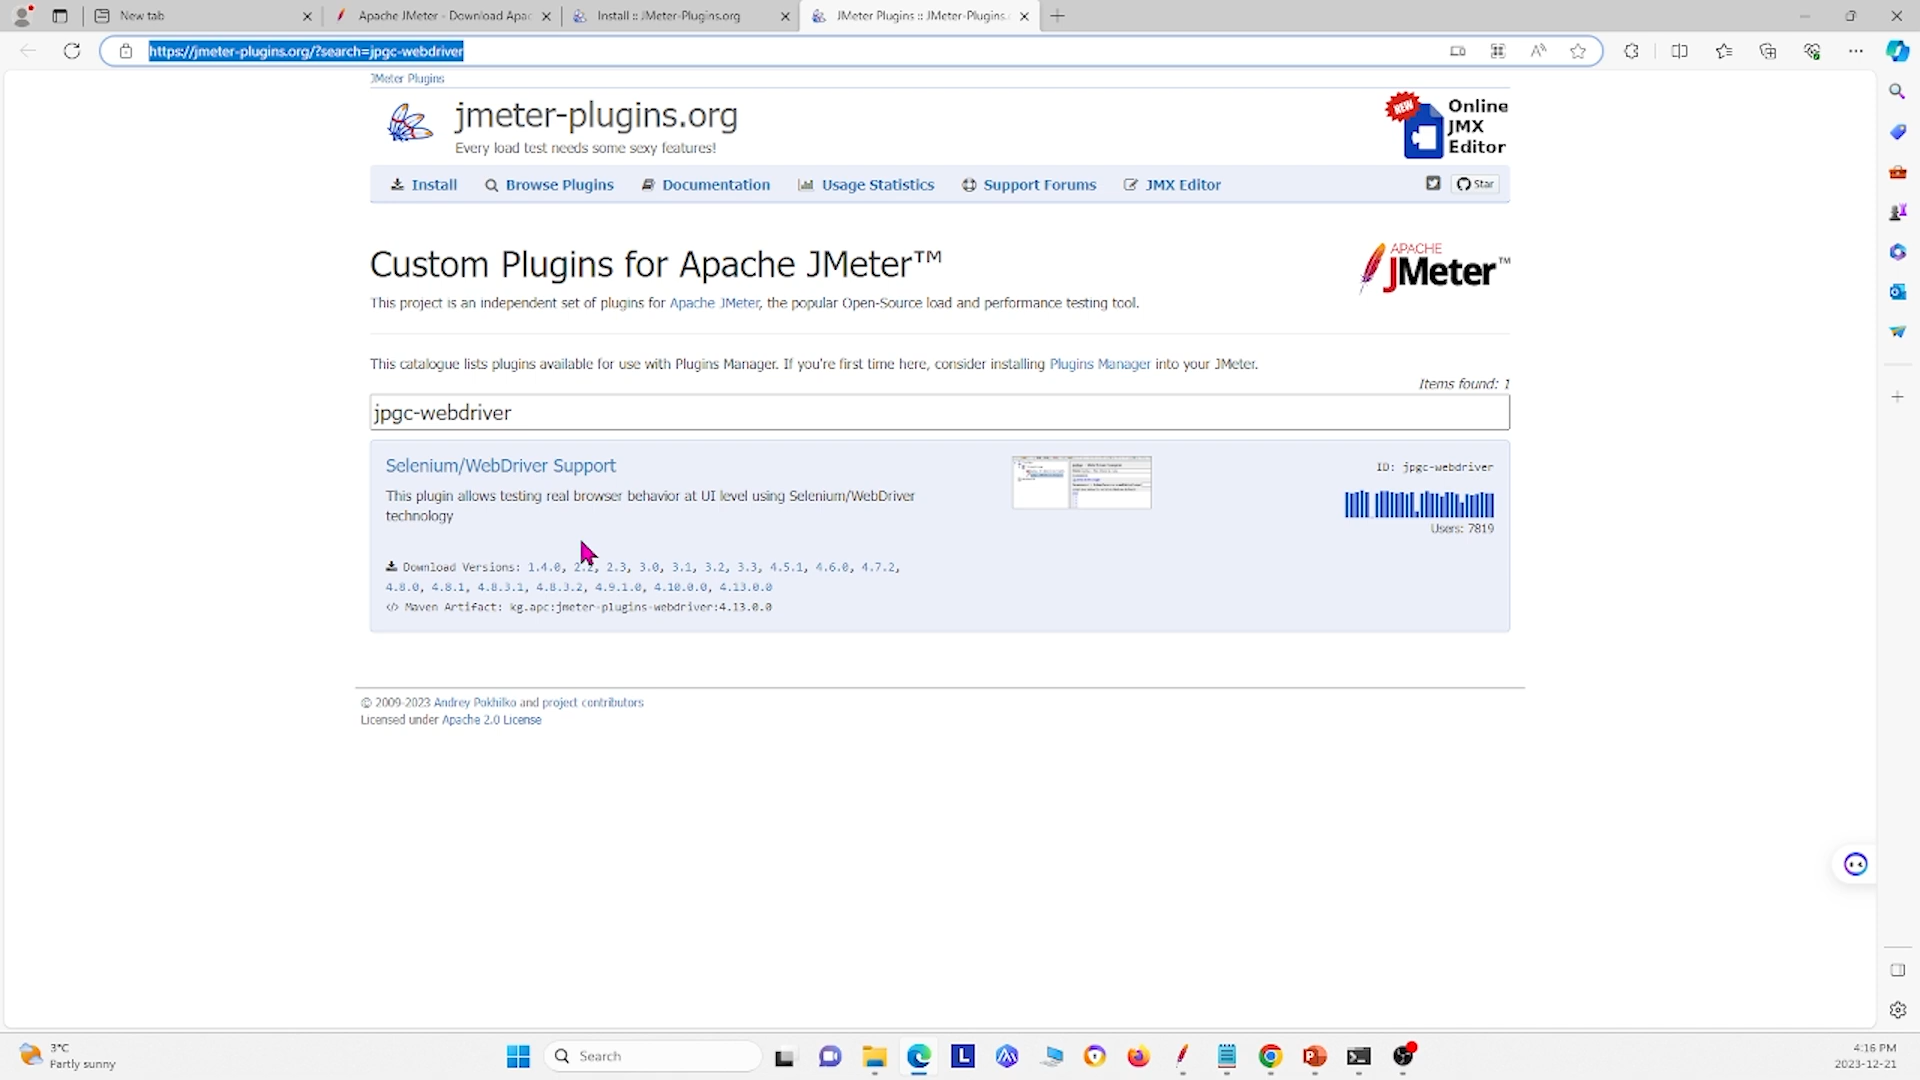 New tab
Apache JMeter - Download Apac
Install :: JMeter-Plugins.org
JMeter Plugins :: JMeter-Plugins.
https://jmeter-plugins.org/?search=jpgc-webdriver
JMeter Plugins
jmeter-plugins.org
Every load test needs some sexy features!
NEW
Online
JMX
Editor
Install
Browse Plugins
Documentation
Usage Statistics
Support Forums
JMX Editor
Star
Custom Plugins for Apache JMeter™
APACHE
JMeter™
This project is an independent set of plugins for Apache JMeter, the popular Open-Source load and performance testing tool.
This catalogue lists plugins available for use with Plugins Manager. If you're first time here, consider installing Plugins Manager into your JMeter.
Items found: 1
jpgc-webdriver
Selenium/WebDriver Support
ID: jpgc-webdriver
This plugin allows testing real browser behavior at UI level using Selenium/WebDriver
technology
Users: 7819
Download Versions: 1.4.0, 2.2, 2.3, 3.0, 3.1, 3.2, 3.3, 4.5.1, 4.6.0, 4.7.2,
4.8.0, 4.8.1, 4.8.3.1, 4.8.3.2, 4.9.1.0, 4.10.0.0, 4.13.0.0
</> Maven Artifact: kg.apc:jmeter-plugins-webdriver:4.13.0.0
© 2009-2023 Andrey Pokhilko and project contributors
Licensed under Apache 2.0 License
3°C
Partly sunny
Search
4:16 PM
2023-12-21